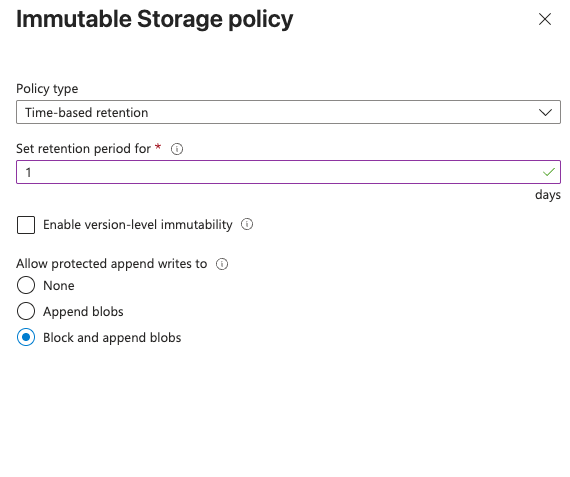 Immutable Storage policy
Policy type
Time-based retention
Set retention period for *
1
days
Enable version-level immutability
Allow protected append writes to
None
Append blobs
Block and append blobs